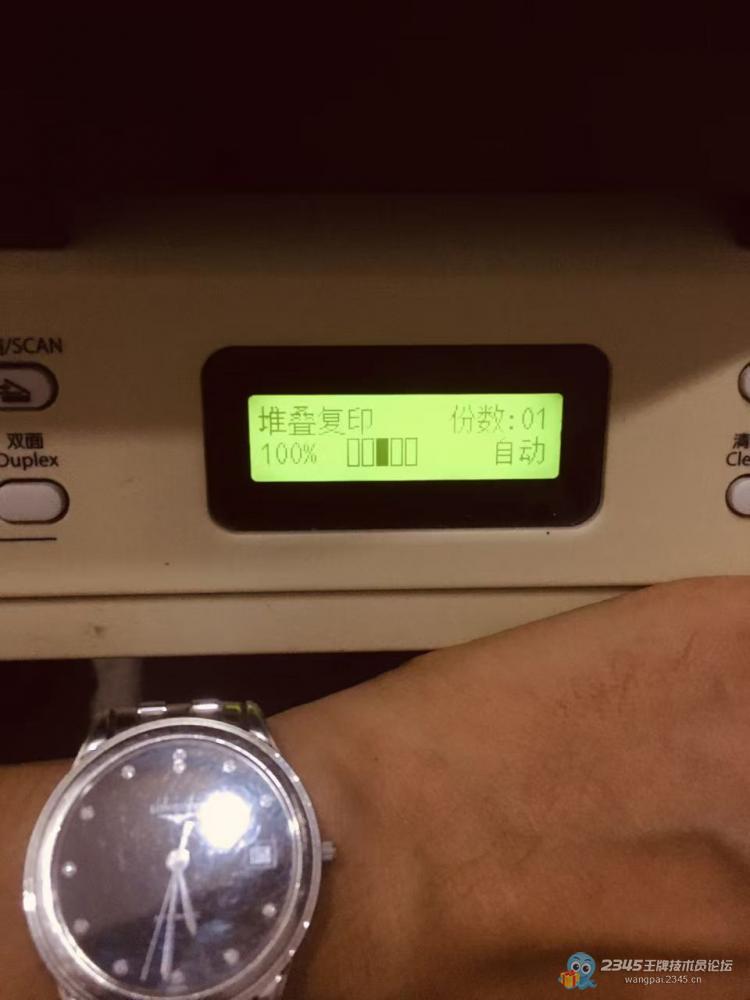 /SCAN
双面
Duplex
堆叠复印 份数:01
100% 自动
清
Cle
2345王牌技术员论坛
wangpai.2345.cn